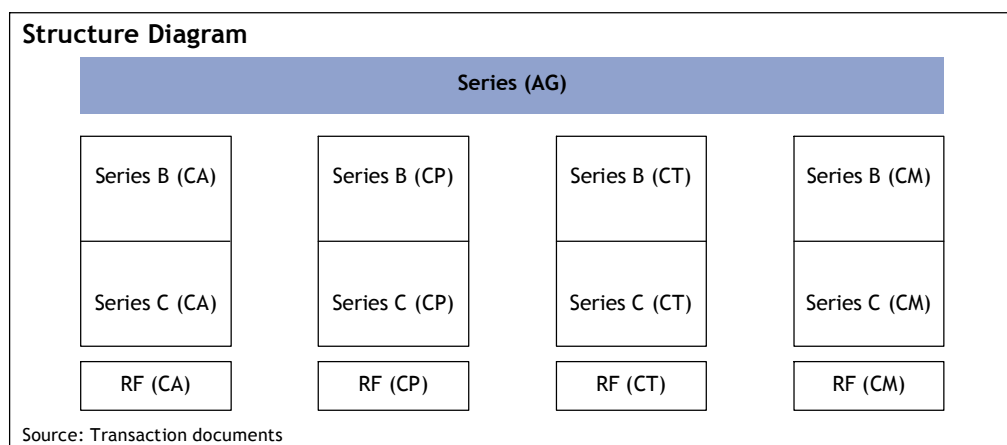 Structure Diagram
Series (AG)
Series B (CA) Series B (CP) Series B (CT) Series B (CM)
Series C (CA) Series C (CP) Series C (CT) Series C (CM)
RF (CA) RF (CP) RF (CT) RF (CM)
Source: Transaction documents